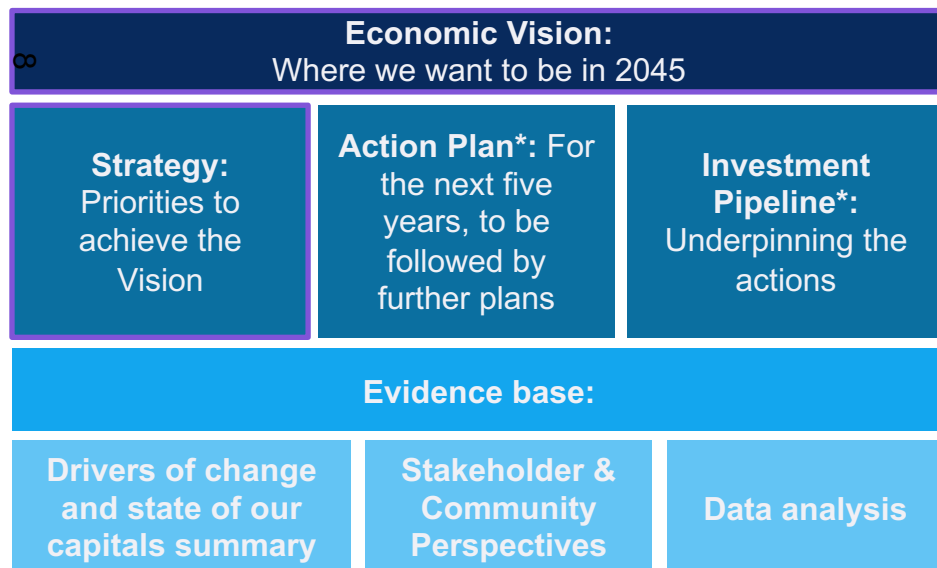 Economic Vision:
Where we want to be in 2045
8
Strategy:
Priorities to
achieve the
Vision
Action Plan*: For
the next five
years, to be
followed by
further plans
Investment
Pipeline*:
Underpinning the
actions
Evidence base:
Drivers of change
and state of our
capitals summary
Stakeholder &
Community
Perspectives
Data analysis